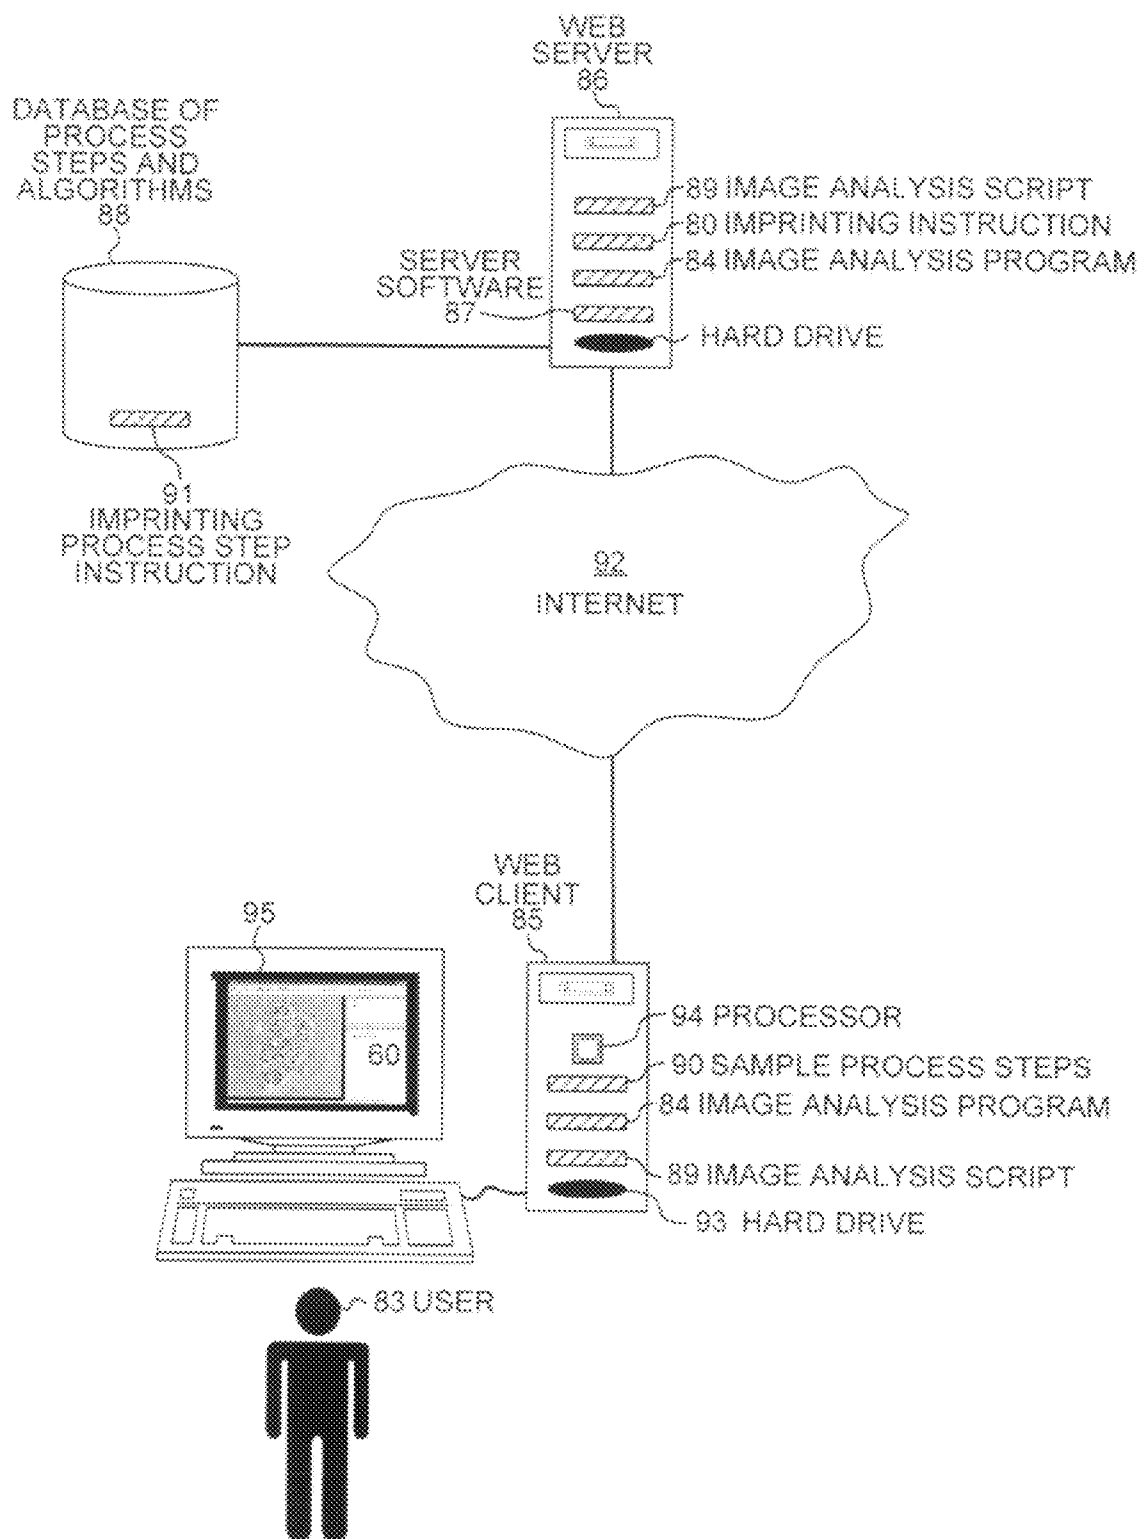 WEB
SERVER
86
DATABASE OF
PROCESS
STEPS AND
ALGORITHMS
88
89 IMAGE ANALYSIS SCRIPT
80 IMPRINTING INSTRUCTION
84 IMAGE ANALYSIS PROGRAM
SERVER
SOFTWARE
87
HARD DRIVE
91
IMPRINTING
PROCESS STEP
INSTRUCTION
92
INTERNET
WEB
CLIENT
85
95
60
94 PROCESSOR
90 SAMPLE PROCESS STEPS
84 IMAGE ANALYSIS PROGRAM
89 IMAGE ANALYSIS SCRIPT
93 HARD DRIVE
83 USER